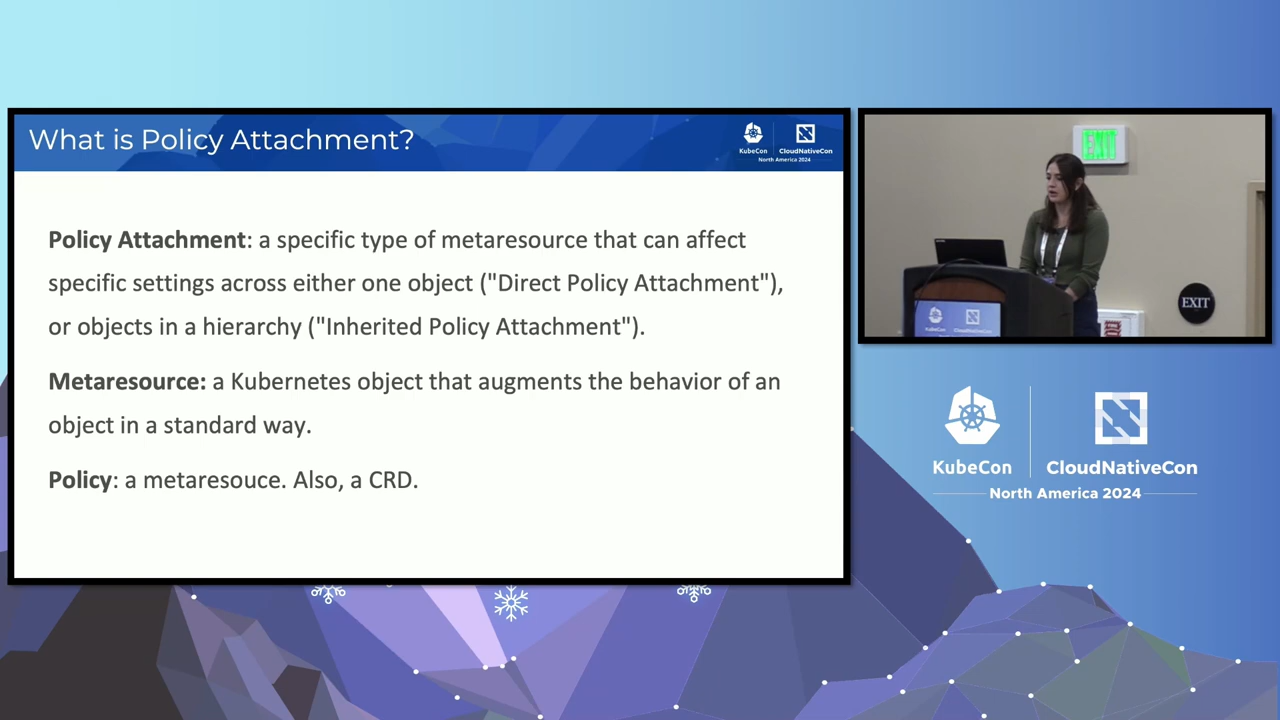 What is Policy Attachment?
KubeCon
CloudNativeCon
North America 2024
Policy Attachment: a specific type of metaresource that can affect
specific settings across either one object ("Direct Policy Attachment"),
or objects in a hierarchy ("Inherited Policy Attachment").
Metaresource: a Kubernetes object that augments the behavior of an
object in a standard way.
Policy: a metaresouce. Also, a CRD.
EXIT
EXIT
KubeCon
CloudNativeCon
KubeCon
CloudNativeCon
North America 2024